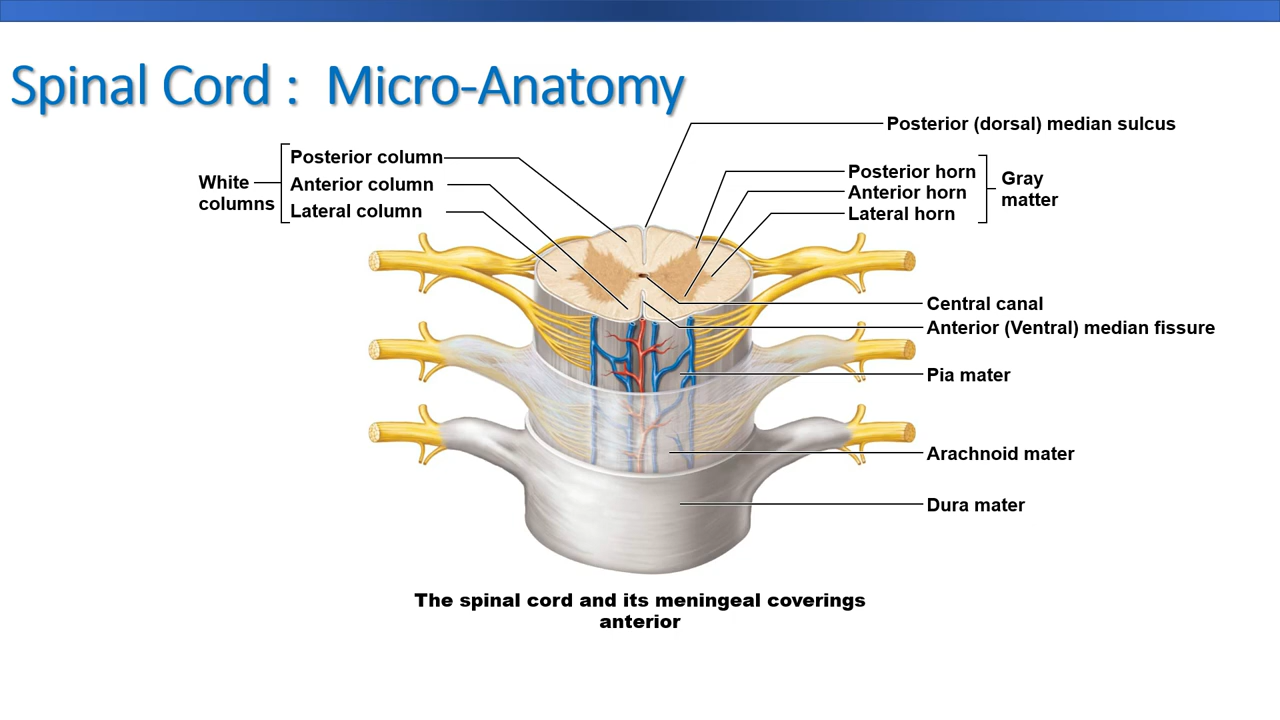 Spinal Cord :  Micro-Anatomy
Posterior (dorsal) median sulcus
White
columns
Posterior column
Anterior column
Lateral column
Posterior horn
Anterior horn
Lateral horn
Gray
matter
Central canal
Anterior (Ventral) median fissure
Pia mater
Arachnoid mater
Dura mater
The spinal cord and its meningeal coverings
anterior